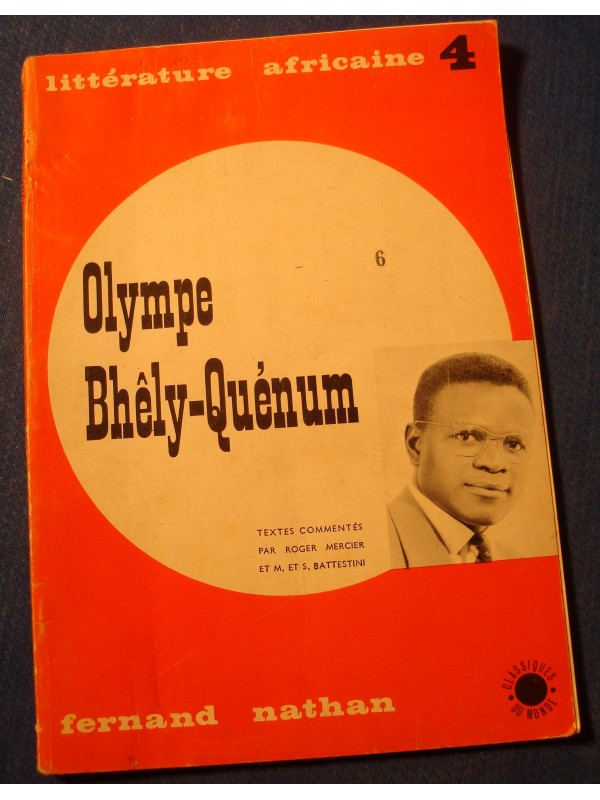 littérature africaine 4
6
Olympe
Bhêly-Quénum
TEXTES COMMENTÉS
PAR ROGER MERCIER
ET M. ET S. BATTESTINI
CLASSIQUES
DU MONDE
fernand nathan